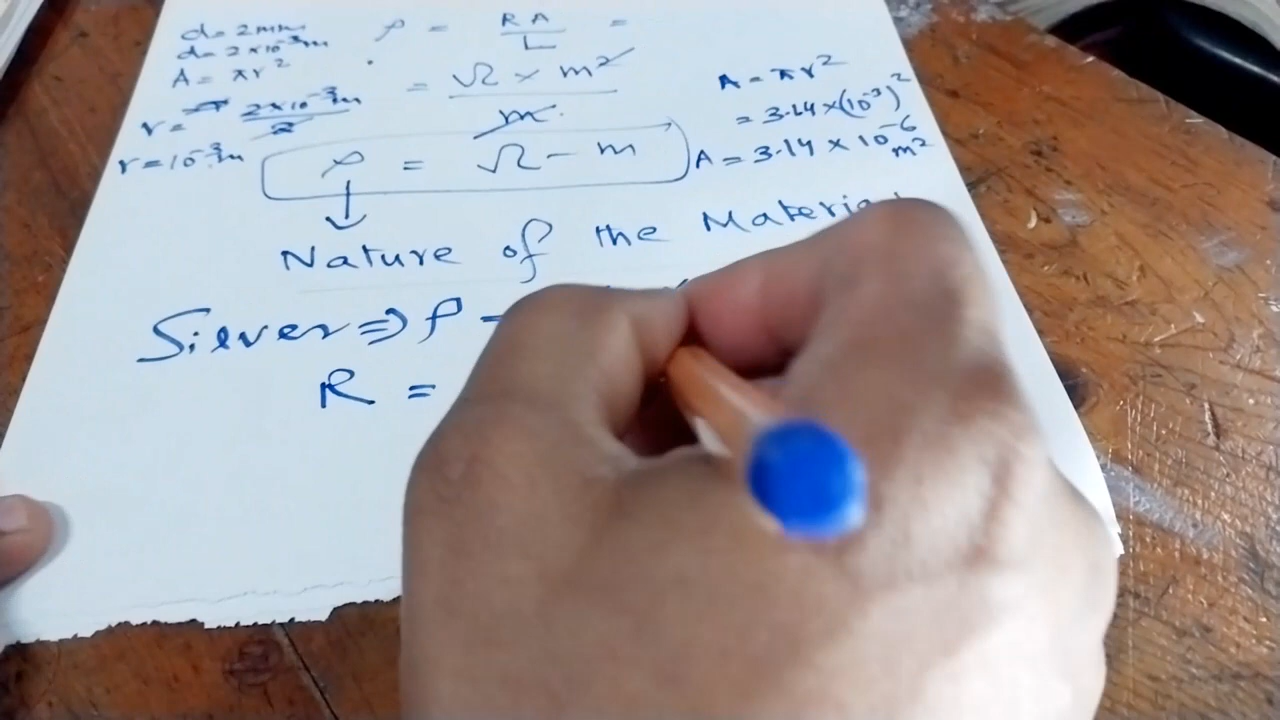 d = 2mm
d = 2×10⁻³m
A = πr²
r = 2×10⁻³m / 2
r = 10⁻³m
ρ = RA / L =
= Ω × m² / m
ρ = Ω - m
A = πr²
= 3.14 ×(10⁻³)²
A = 3.14 × 10⁻⁶ m²
Nature of the Material
Silver ⇒ ρ =
R =